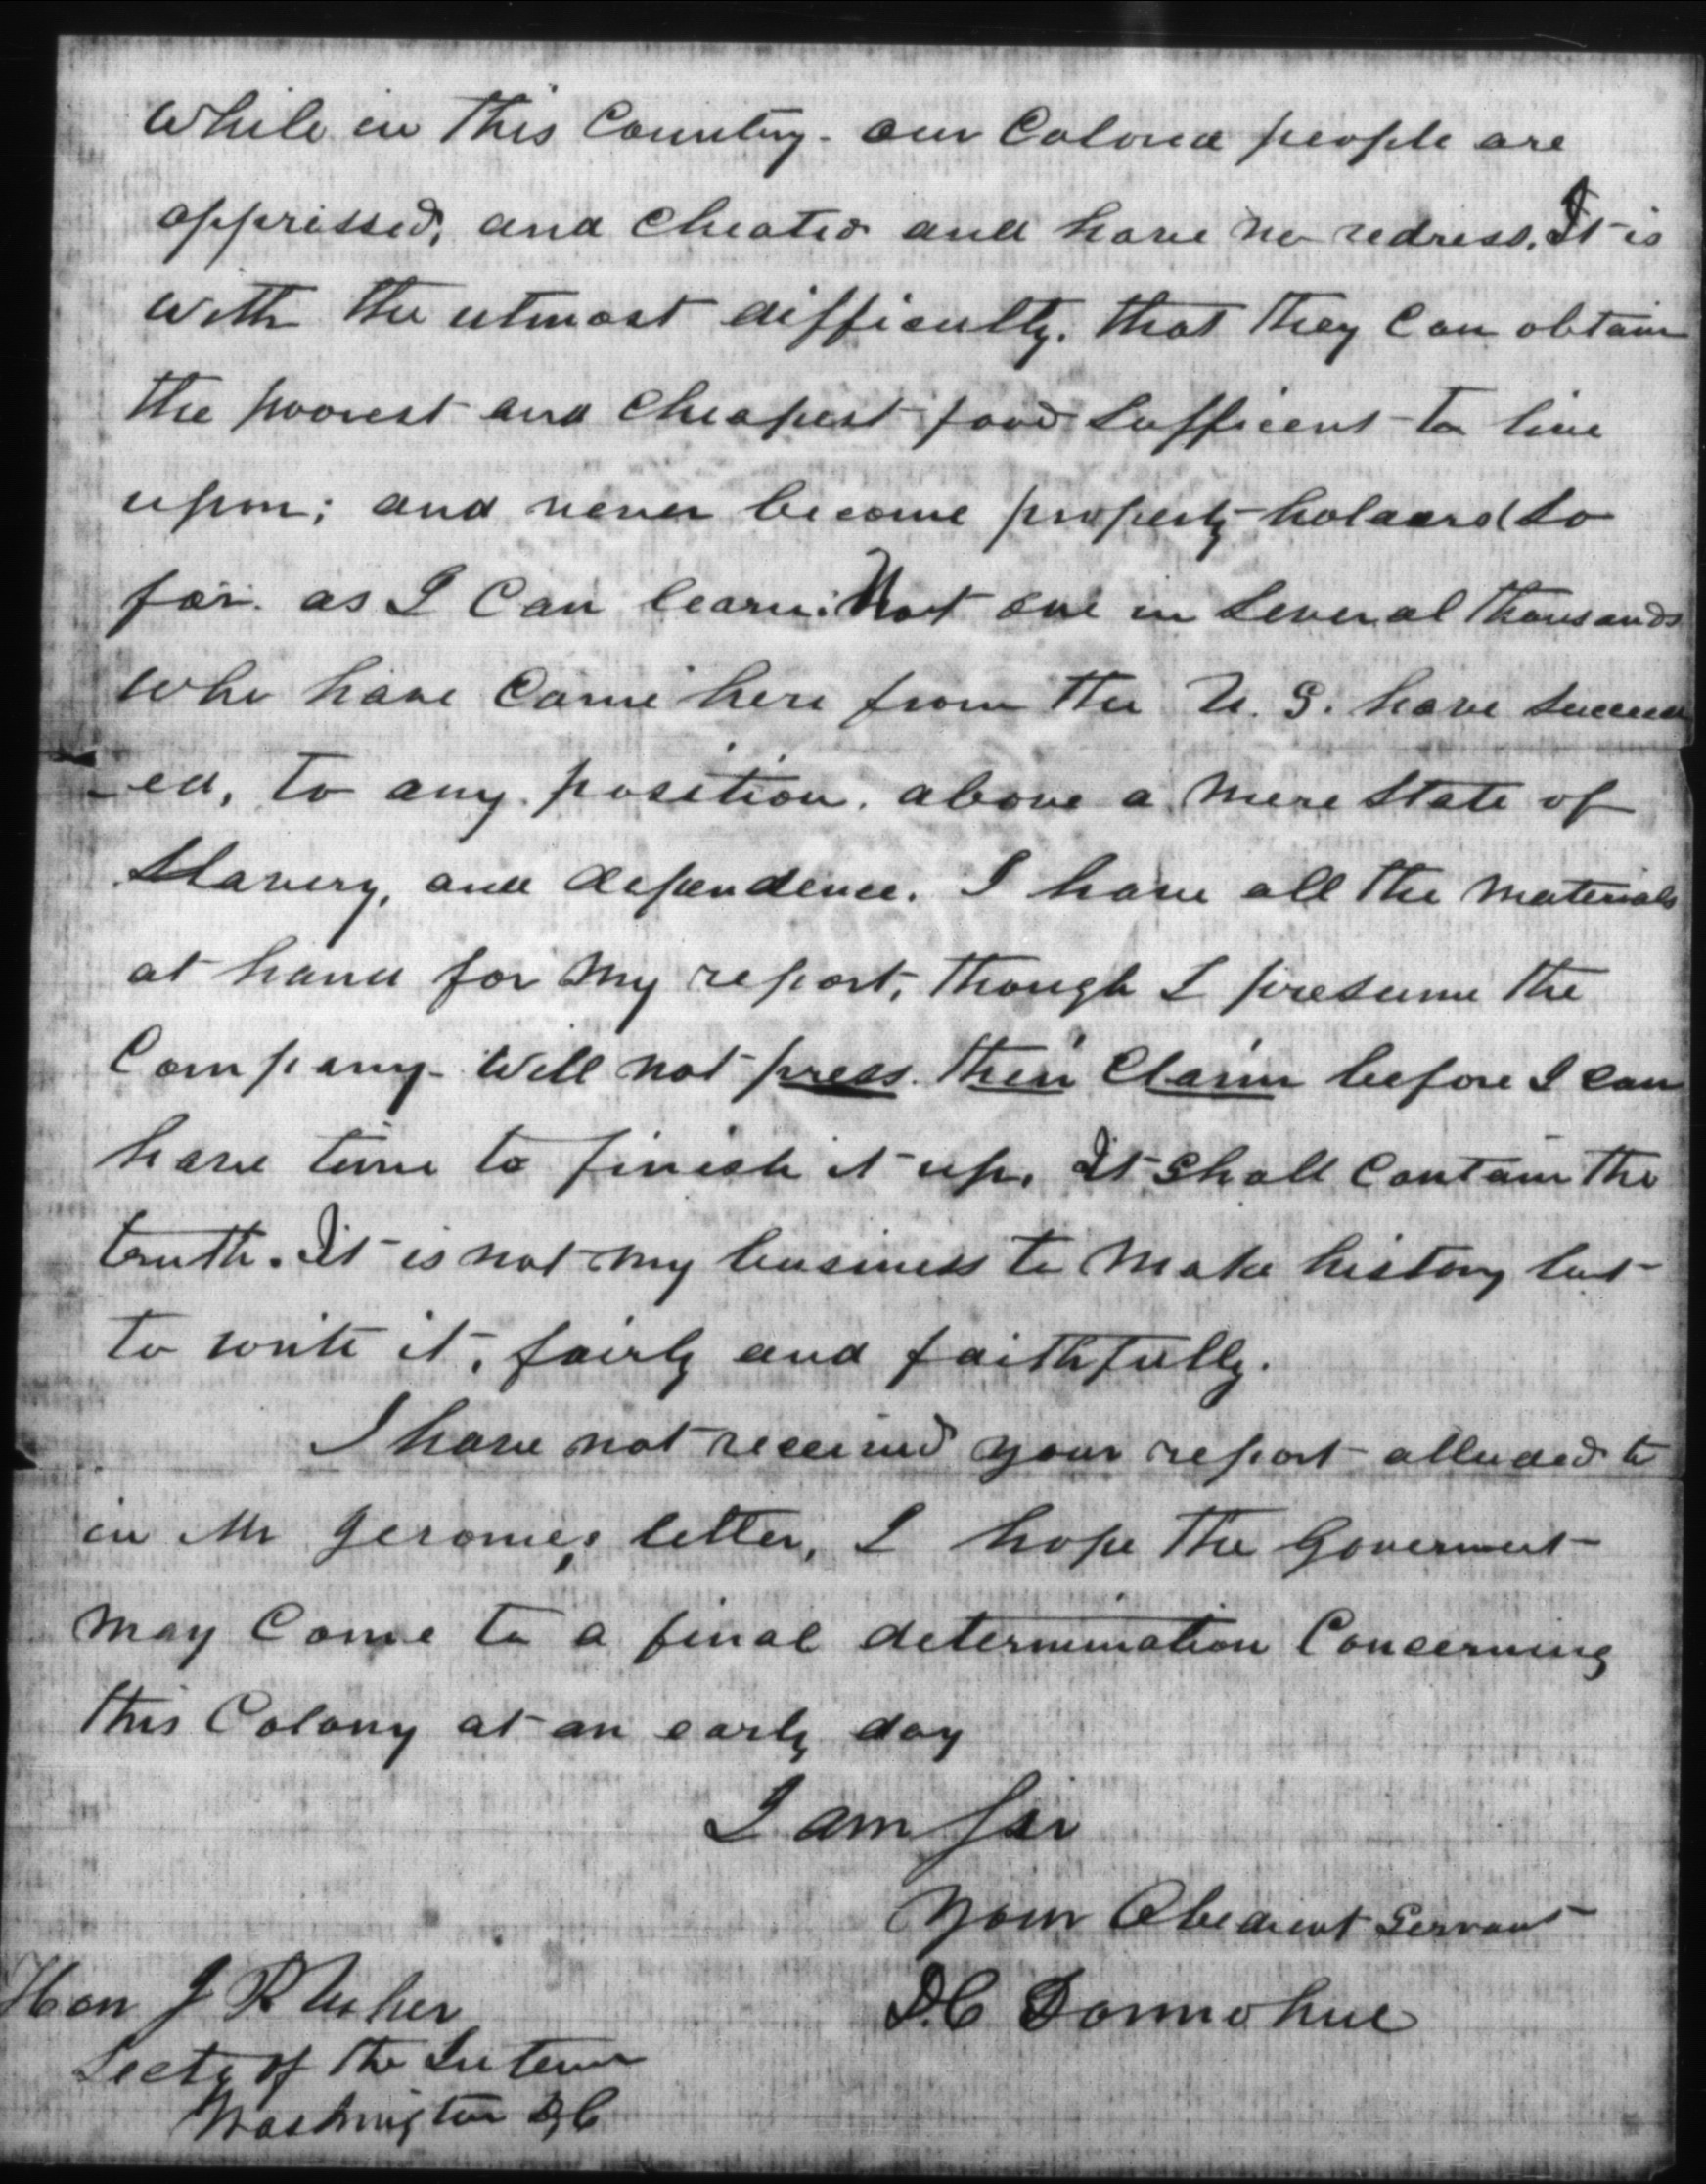 while in this Country - our Colored people are
oppressed, and cheated and have no redress. It is
with the utmost difficulty. that they Can obtain
the poorest and cheapest food sufficent to live
upon; and never become property holders (so
far. as I Can learn: Not one in several thousands
who have Came here from the U. S. have succeed
-ed, to any position. above a mere state of
Slavery, and dependence. I have all the materials
at hand for my report, though I presume the
Company - will not press. their claim before I can
have time to finish it up. It shall Contain the
truth. It is not my business to make history but
to write it, fairly and faithfully.
I have not received your report alluded to
in Mr Jeromes letter, I hope the Goverment
may Come to a final determination Concerning
this Colony at an early day
I am Sir
Your Obedient Servant
D. C Donnohue
Hon J P Usher
Secty of the Interior
Washington D, C